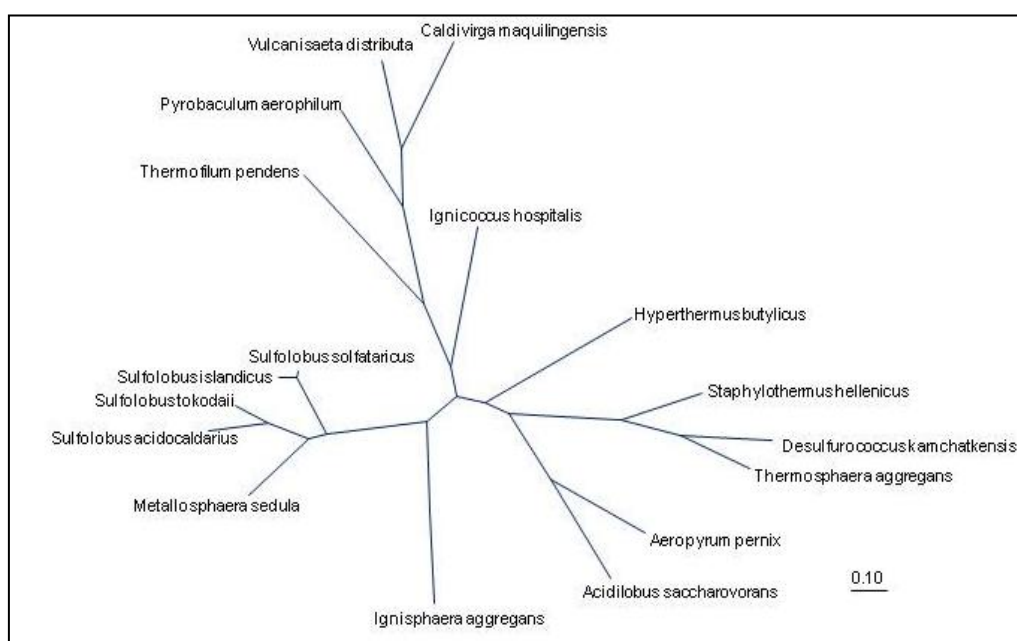 Caldivirga maquilingensis
Vulcanisaeta distributa
Pyrobaculum aerophilum
Thermofilum pendens
Ignicoccus hospitalis
Hyperthermus butylicus
Sulfolobus solfataricus
Sulfolobus islandicus
Sulfolobus tokodaii
Staphylothermus hellenicus
Sulfolobus acidocaldarius
Desulfurococcus kamchatkensis
Thermosphaera aggregans
Metallosphaera sedula
Aeropyrum pernix
0.10
Acidilobus saccharovorans
Ignisphaera aggregans